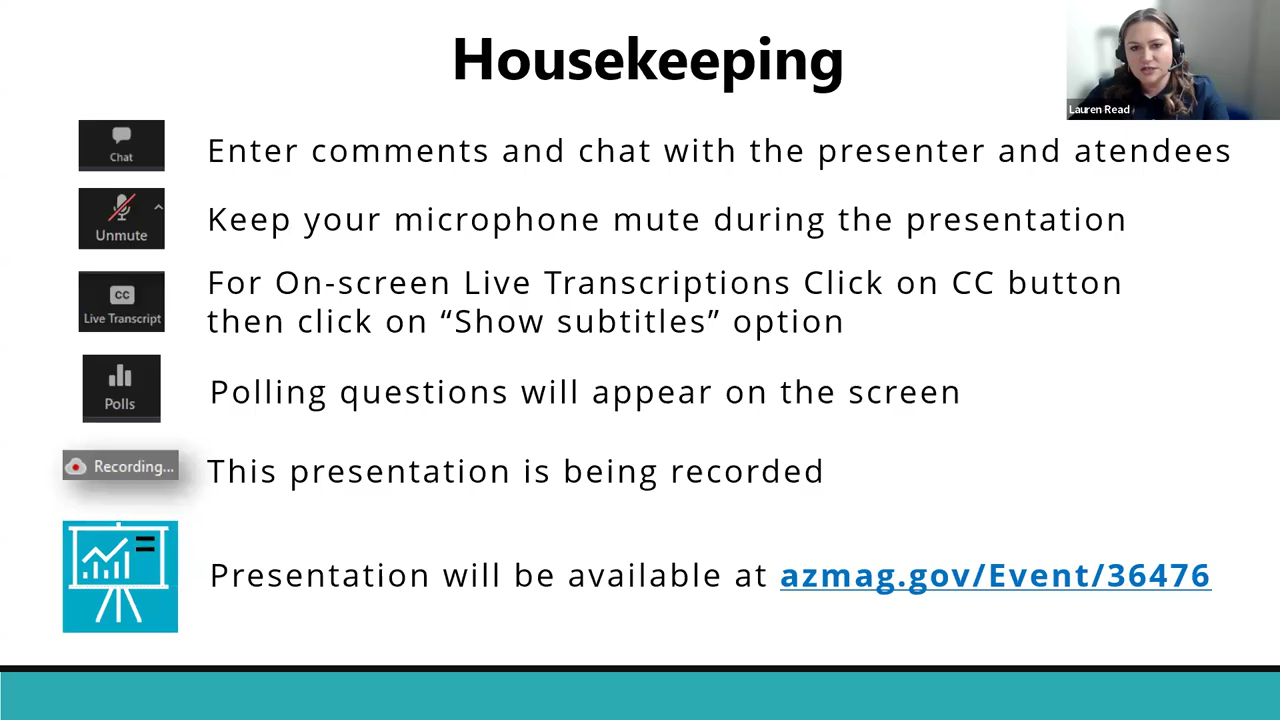 Housekeeping
Lauren Read
Chat
Enter comments and chat with the presenter and atendees
Unmute
Keep your microphone mute during the presentation
CC
Live Transcript
For On-screen Live Transcriptions Click on CC button
then click on “Show subtitles” option
Polls
Polling questions will appear on the screen
Recording...
This presentation is being recorded
Presentation will be available at azmag.gov/Event/36476